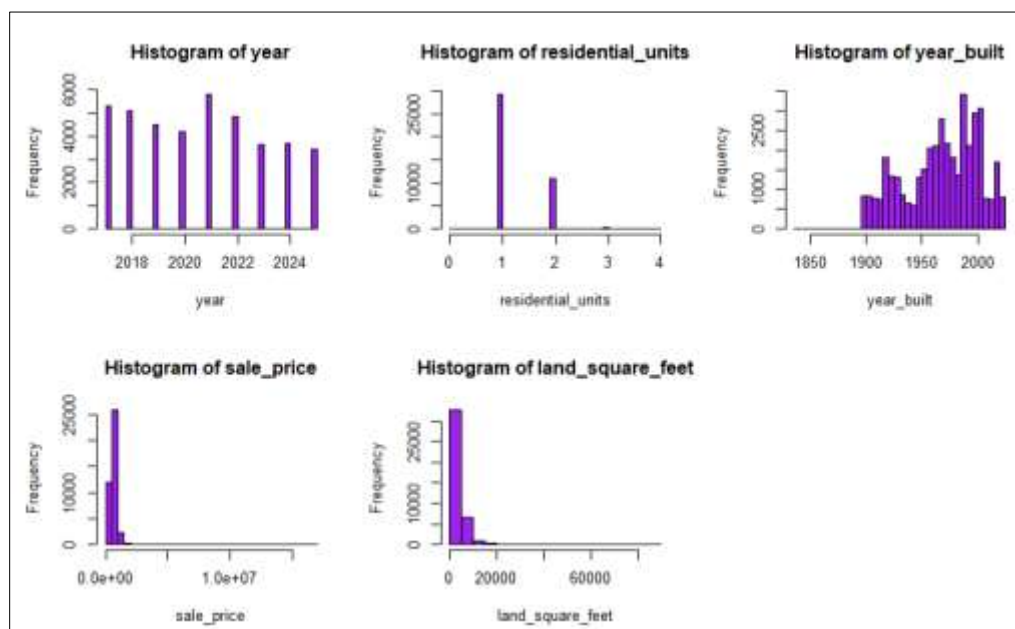 Histogram of year
Frequency
0
2000
4000
6000
2018 2020 2022 2024
year
Histogram of residential_units
Frequency
0
10000
25000
0 1 2 3 4
residential_units
Histogram of year_built
Frequency
0
1000
2500
1850 1900 1950 2000
year_built
Histogram of sale_price
Frequency
0
10000
25000
0.0e+00 1.0e+07
sale_price
Histogram of land_square_feet
Frequency
0
10000
25000
0 20000 60000
land_square_feet